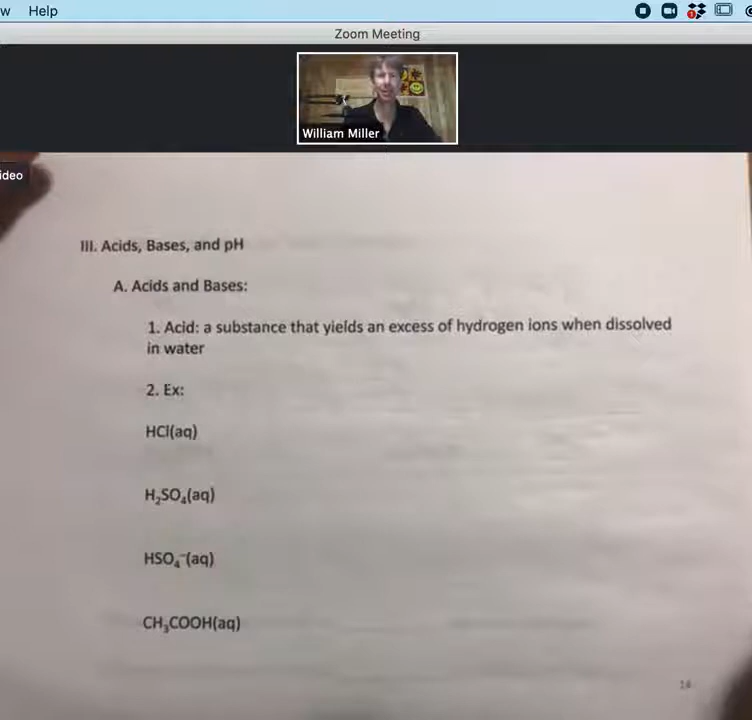 w Help
Zoom Meeting
William Miller
ideo
III. Acids, Bases, and pH
A. Acids and Bases:
1. Acid: a substance that yields an excess of hydrogen ions when dissolved
in water
2. Ex:
HCl(aq)
H₂SO₄(aq)
HSO₄⁻(aq)
CH₃COOH(aq)